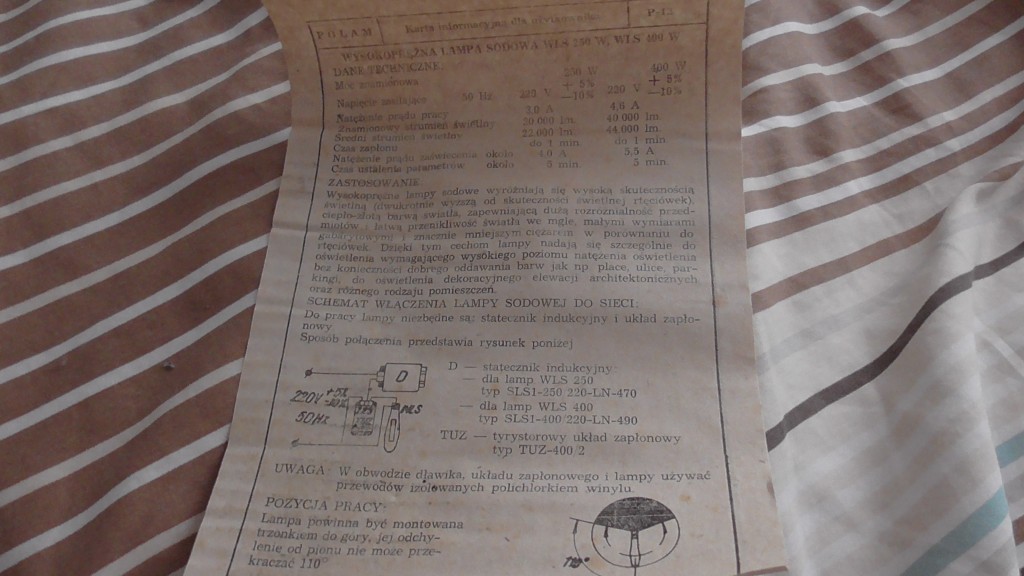 POLAM Karta informacyjna dla użytkownika P-12
WYSOKOPRĘŻNA LAMPA SODOWA WLS 250 W, WLS 400 W
DANE TECHNICZNE:
Moc znamionowa 250 W 400 W
+ 5% + 5%
Napięcie zasilające 50 Hz 220 V —10% 220 V —10%
Natężenie prądu pracy 3,0 A 4,6 A
Znamionowy strumień świetlny 20 000 lm. 40 000 lm.
Średni strumień świetlny 22.000 lm. 44,000 lm.
Czas zapłonu do 1 min do 1 min.
Natężenie prądu zaświecenia około 4,0 A 5,5 A
Czas ustalenia parametrów około 5 min. 5 min.
ZASTOSOWANIE
Wysokoprężne lampy sodowe wyróżniają się wysoką skutecznością
świetlną (dwukrotnie wyższą od skuteczności świetlnej rtęciówek),
ciepło-złotą barwą światła, zapewniającą dużą rozróżnialność przed-
miotów i łatwą przenikliwość światła we mgle, małymi wymiarami
gabarytowymi i znacznie mniejszym ciężarem w porównaniu do
rtęciówek. Dzięki tym cechom lampy nadają się szczególnie do
oświetlenia wymagającego wysokiego poziomu natężenia oświetlenia
bez konieczności dobrego oddawania barw jak np. place, ulice, par-
kingi, do oświetlenia dekoracyjnego elewacji architektonicznych
oraz różnego rodzaju pomieszczeń.
SCHEMAT WŁĄCZENIA LAMPY SODOWEJ DO SIECI:
Do pracy lampy niezbędne są: statecznik indukcyjny i układ zapło-
nowy
Sposób połączenia przedstawia rysunek poniżej
D — statecznik indukcyjny:
— dla lamp WLS 250
typ SLS1-250/220-LN-470
— dla lamp WLS 400
typ SLS1-400/220-LN-490
TUZ — tyrystorowy układ zapłonowy
typ TUZ-400/2
D
220V +5% -10%
50Hz
WLS
UWAGA: W obwodzie dławika, układu zapłonowego i lampy używać
przewodów izolowanych polichlorkiem winylu.
POZYCJA PRACY:
Lampa powinna być montowana
trzonkiem do góry, jej odchy-
lenie od pionu nie może prze-
kraczać 110°
110°